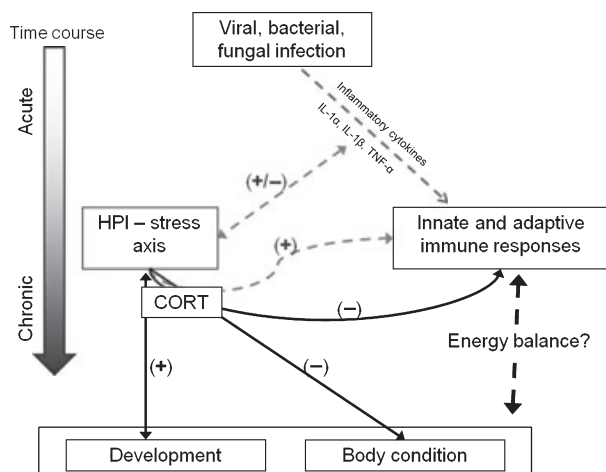 Time course
Acute
Chronic
Viral, bacterial,
fungal infection
Inflammatory cytokines
IL-1α, IL-1β, TNF-α
(+/−)
HPI – stress
axis
(+)
Innate and adaptive
immune responses
CORT
(−)
Energy balance?
(+)
(−)
Development
Body condition